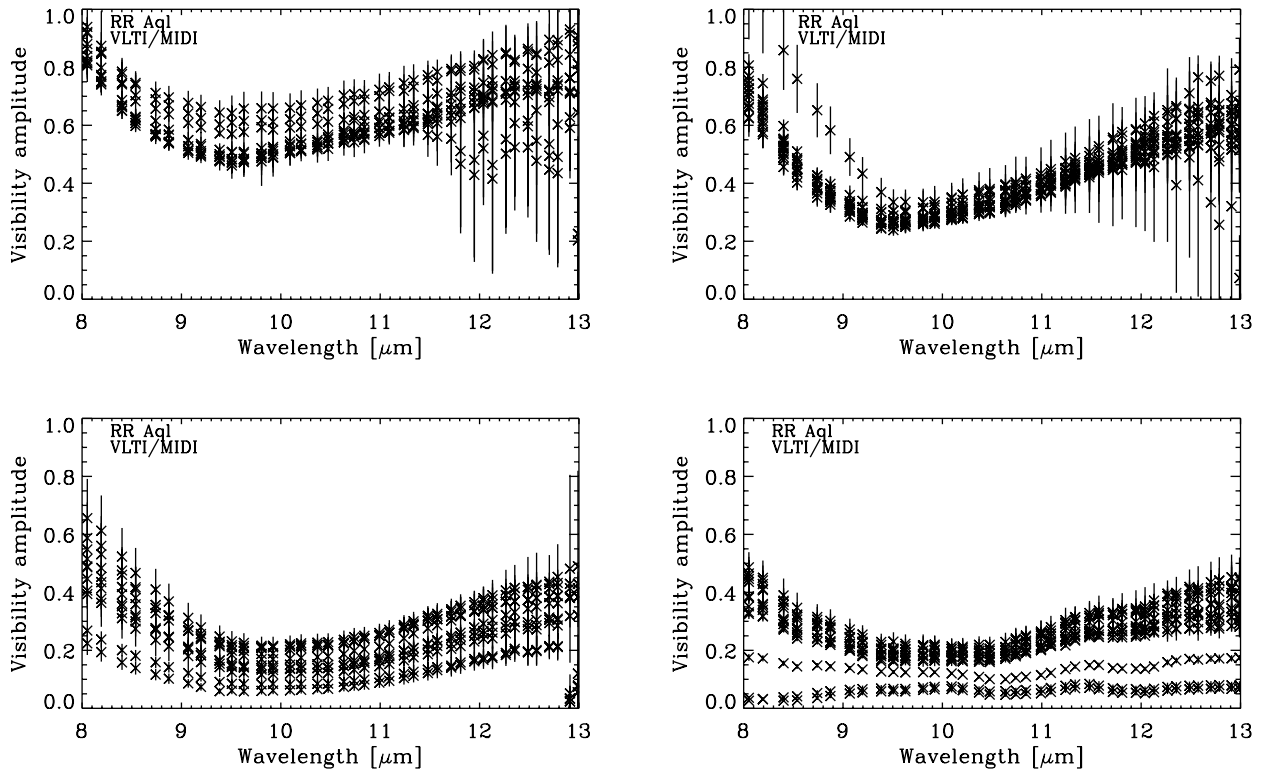 1.0
0.8
0.6
0.4
0.2
0.0
Visibility amplitude
RR Aql
VLTI/MIDI
8 9 10 11 12 13
Wavelength [μm]
1.0
0.8
0.6
0.4
0.2
0.0
Visibility amplitude
RR Aql
VLTI/MIDI
8 9 10 11 12 13
Wavelength [μm]
1.0
0.8
0.6
0.4
0.2
0.0
Visibility amplitude
RR Aql
VLTI/MIDI
8 9 10 11 12 13
Wavelength [μm]
1.0
0.8
0.6
0.4
0.2
0.0
Visibility amplitude
RR Aql
VLTI/MIDI
8 9 10 11 12 13
Wavelength [μm]